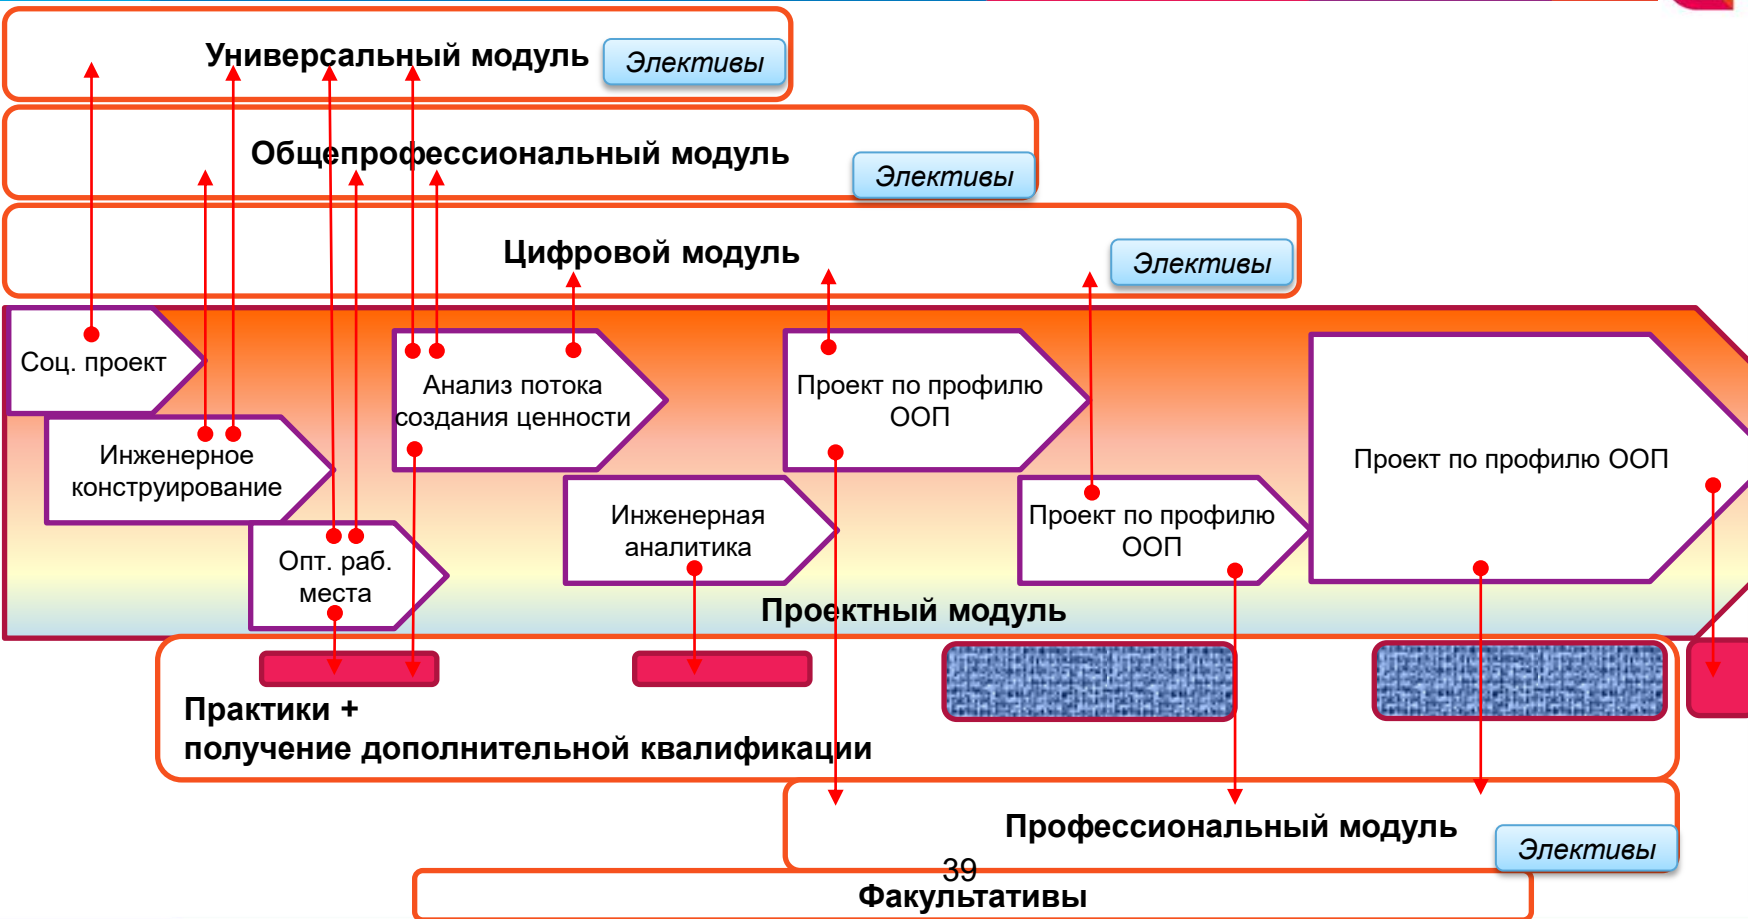 Универсальный модуль
Элективы
Общепрофессиональный модуль
Элективы
Цифровой модуль
Элективы
Соц. проект
Анализ потока
создания ценности
Проект по профилю
ООП
Инженерное
конструирование
Проект по профилю ООП
Опт. раб.
места
Инженерная
аналитика
Проект по профилю
ООП
Проектный модуль
Практики +
получение дополнительной квалификации
Профессиональный модуль
Элективы
39
Факультативы